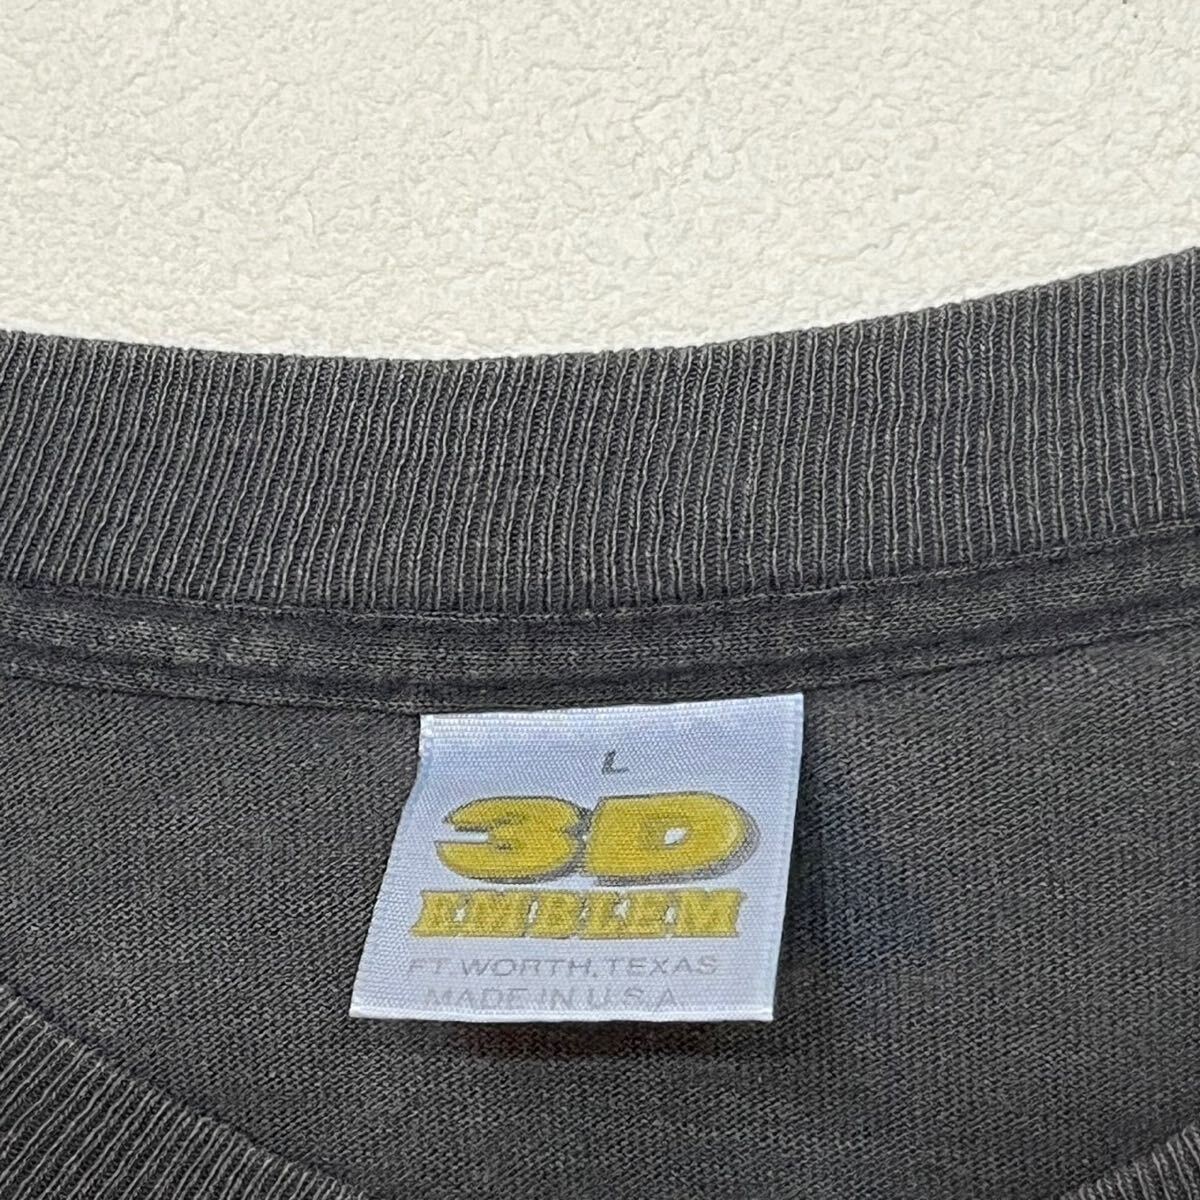 L
3D
EMBLEM
FT. WORTH, TEXAS
MADE IN U.S.A.